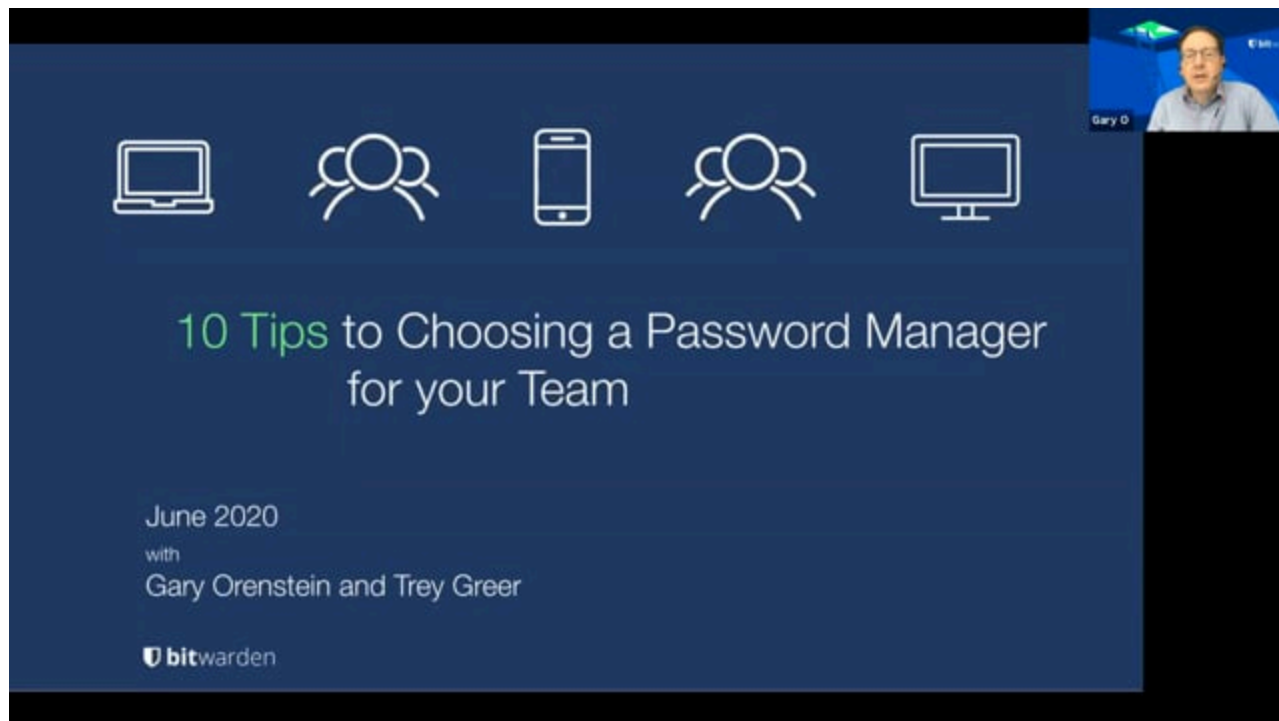 10 Tips to Choosing a Password Manager
for your Team
June 2020
with
Gary Orenstein and Trey Greer
bitwarden
Gary O